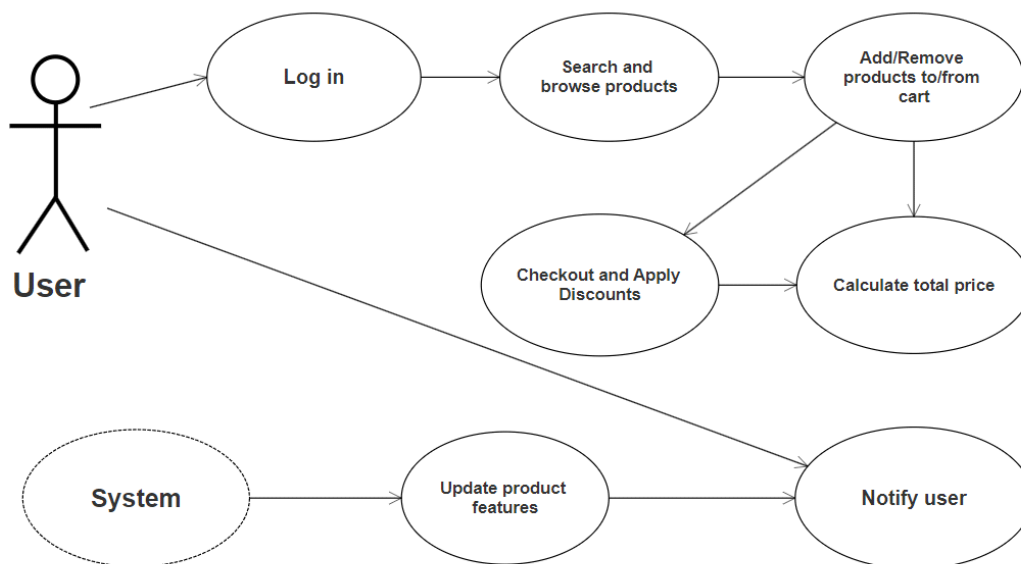 Log in
Search and
browse products
Add/Remove
products to/from
cart
User
Checkout and Apply
Discounts
Calculate total price
System
Update product
features
Notify user